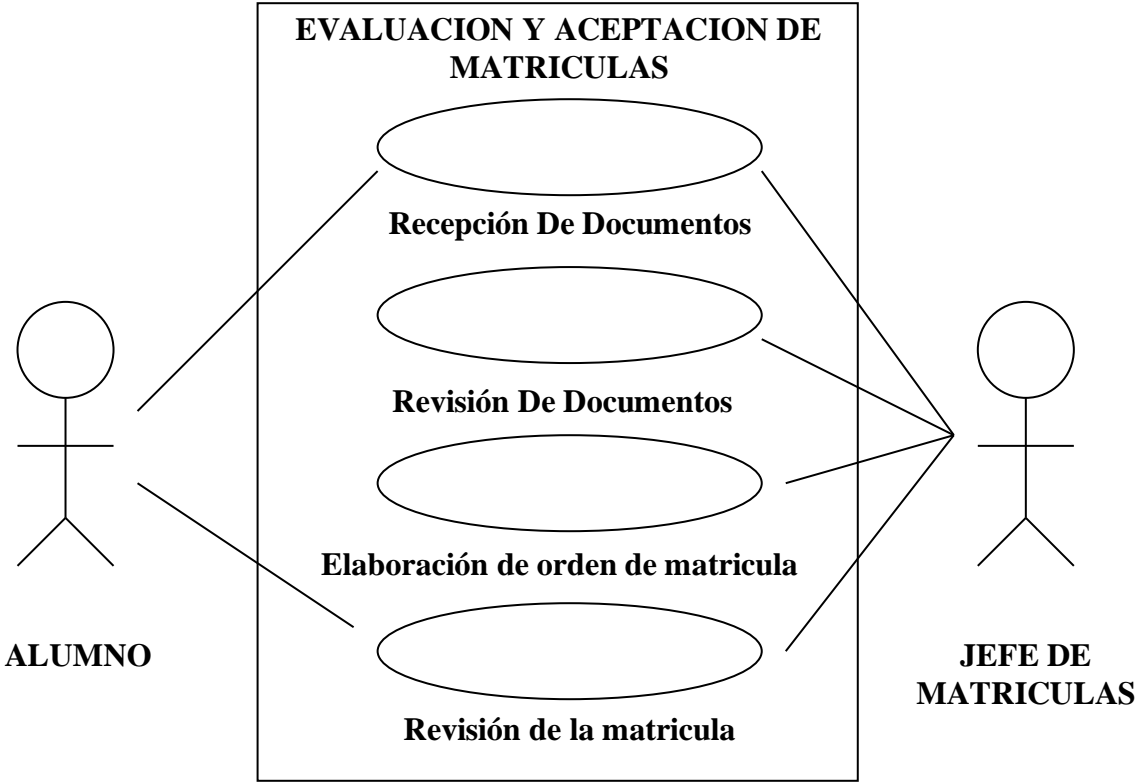 EVALUACION Y ACEPTACION DE
MATRICULAS
Recepción De Documentos
Revisión De Documentos
Elaboración de orden de matricula
Revisión de la matricula
ALUMNO
JEFE DE
MATRICULAS